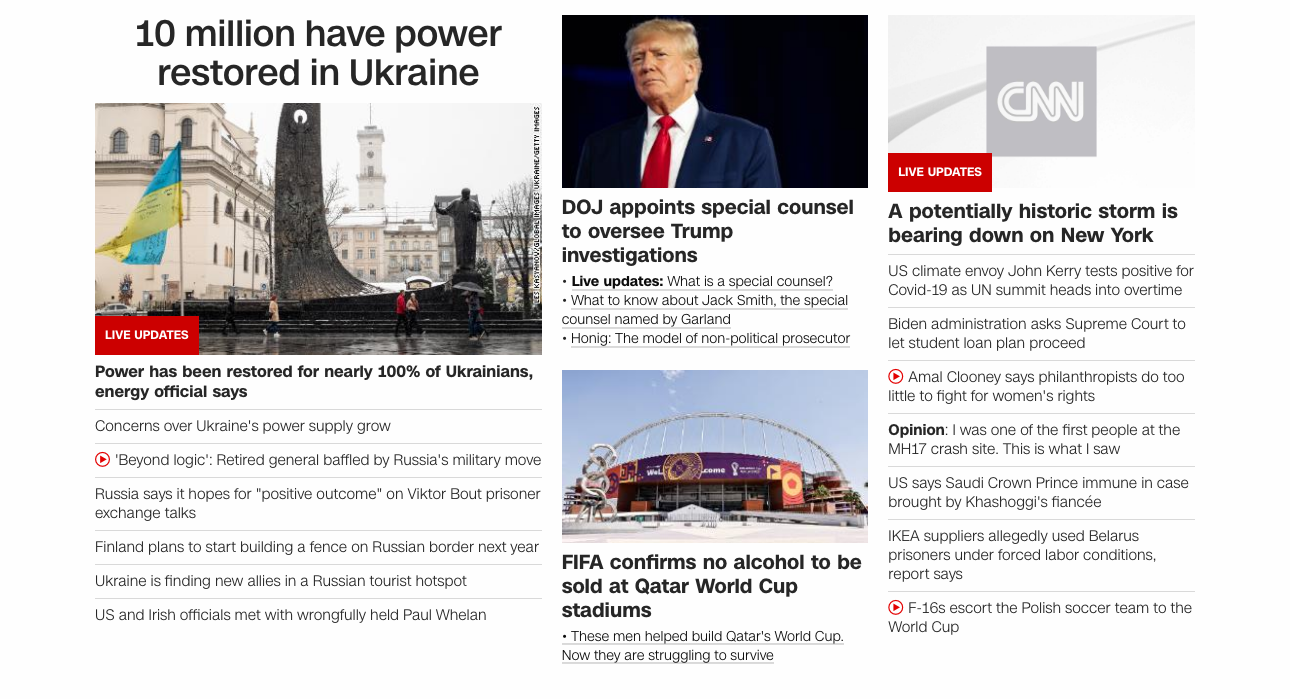 10 million have power
restored in Ukraine
LES KASYANOV/GLOBAL IMAGES UKRAINE/GETTY IMAGES
LIVE UPDATES
Power has been restored for nearly 100% of Ukrainians,
energy official says
Concerns over Ukraine's power supply grow
'Beyond logic': Retired general baffled by Russia's military move
Russia says it hopes for "positive outcome" on Viktor Bout prisoner
exchange talks
Finland plans to start building a fence on Russian border next year
Ukraine is finding new allies in a Russian tourist hotspot
US and Irish officials met with wrongfully held Paul Whelan
DOJ appoints special counsel
to oversee Trump
investigations
• Live updates: What is a special counsel?
• What to know about Jack Smith, the special
counsel named by Garland
• Honig: The model of non-political prosecutor
come
FIFA confirms no alcohol to be
sold at Qatar World Cup
stadiums
• These men helped build Qatar's World Cup.
Now they are struggling to survive
CNN
LIVE UPDATES
A potentially historic storm is
bearing down on New York
US climate envoy John Kerry tests positive for
Covid-19 as UN summit heads into overtime
Biden administration asks Supreme Court to
let student loan plan proceed
Amal Clooney says philanthropists do too
little to fight for women's rights
Opinion: I was one of the first people at the
MH17 crash site. This is what I saw
US says Saudi Crown Prince immune in case
brought by Khashoggi's fiancée
IKEA suppliers allegedly used Belarus
prisoners under forced labor conditions,
report says
F-16s escort the Polish soccer team to the
World Cup